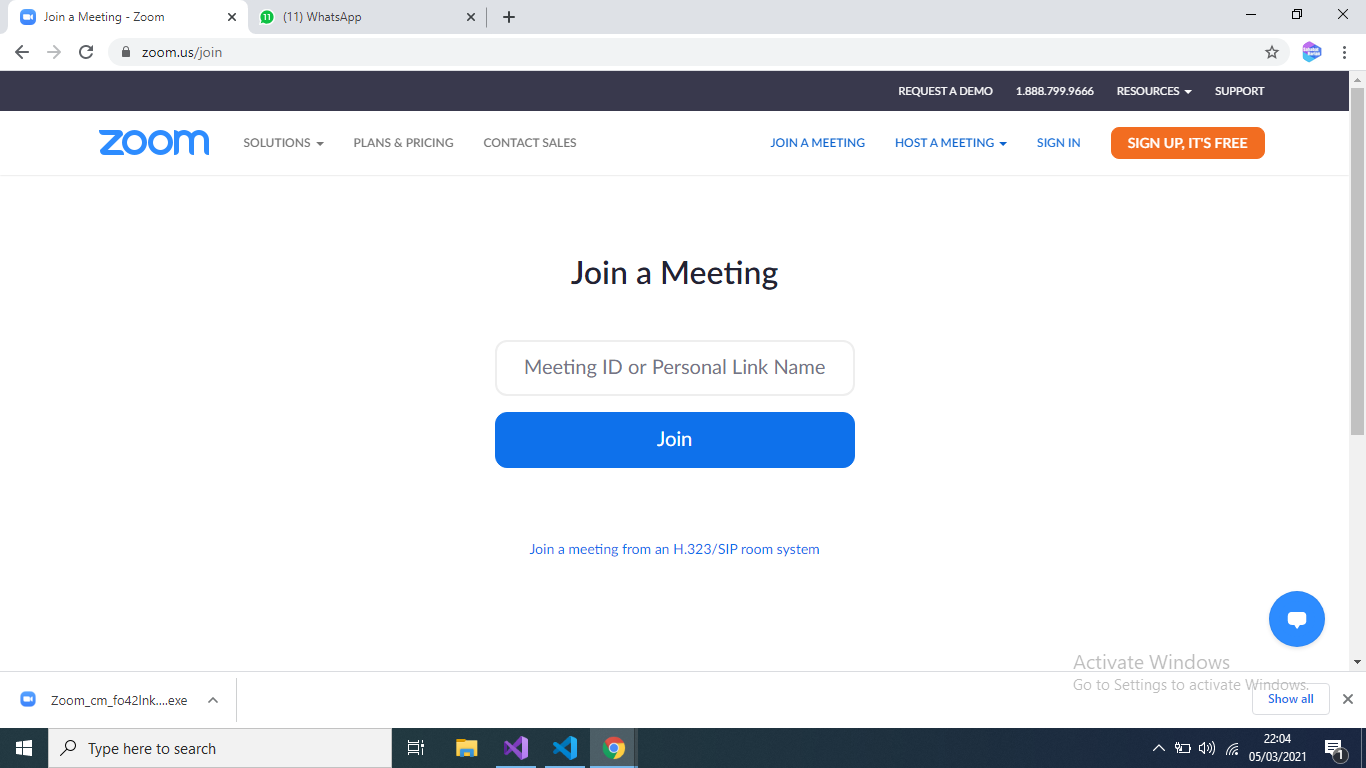 Join a Meeting - Zoom
11
(11) WhatsApp
zoom.us/join
REQUEST A DEMO 1.888.799.9666 RESOURCES SUPPORT
zoom SOLUTIONS PLANS & PRICING CONTACT SALES JOIN A MEETING HOST A MEETING SIGN IN SIGN UP, IT'S FREE
Join a Meeting
Meeting ID or Personal Link Name
Join
Join a meeting from an H.323/SIP room system
Activate Windows
Go to Settings to activate Windows.
Zoom_cm_fo42lnk....exe
Show all
Type here to search
22:04
05/03/2021
1